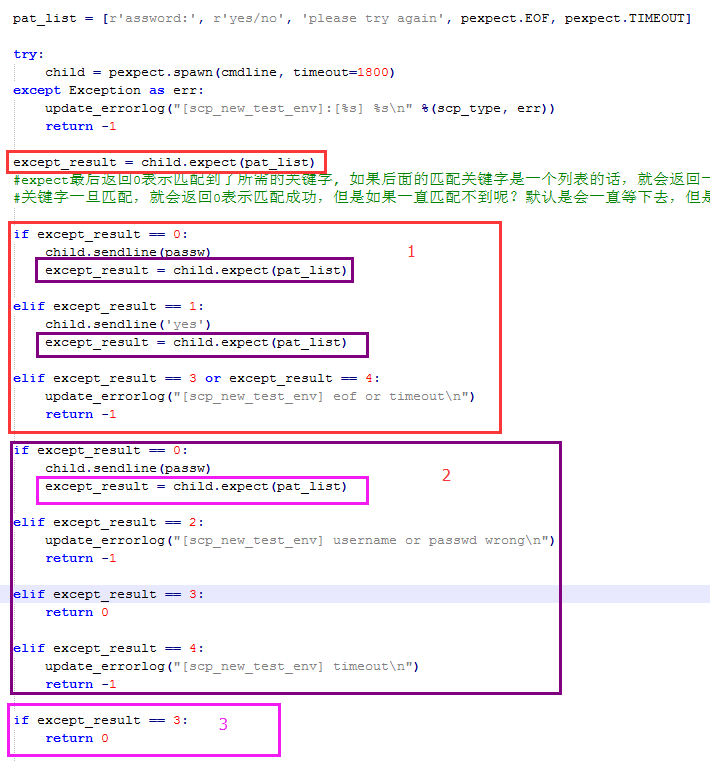 pat_list = [r'assword:', r'yes/no', 'please try again', pexpect.EOF, pexpect.TIMEOUT]
try:
child = pexpect.spawn(cmdline, timeout=1800)
except Exception as err:
update_errorlog("[scp_new_test_env]:[%s] %s\n" %(scp_type, err))
return -1
except_result = child.expect(pat_list)
#expect最后返回0表示匹配到了所需的关键字, 如果后面的匹配关键字是一个列表的话, 就会返回一
#关键字一旦匹配, 就会返回0表示匹配成功, 但是如果一直匹配不到呢? 默认是会一直等下去, 但是
if except_result == 0:
child.sendline(passw)
1
except_result = child.expect(pat_list)
elif except_result == 1:
child.sendline('yes')
except_result = child.expect(pat_list)
elif except_result == 3 or except_result == 4:
update_errorlog("[scp_new_test_env] eof or timeout\n")
return -1
if except_result == 0:
child.sendline(passw)
2
except_result = child.expect(pat_list)
elif except_result == 2:
update_errorlog("[scp_new_test_env] username or passwd wrong\n")
return -1
elif except_result == 3:
return 0
elif except_result == 4:
update_errorlog("[scp_new_test_env] timeout\n")
return -1
if except_result == 3:
3
return 0